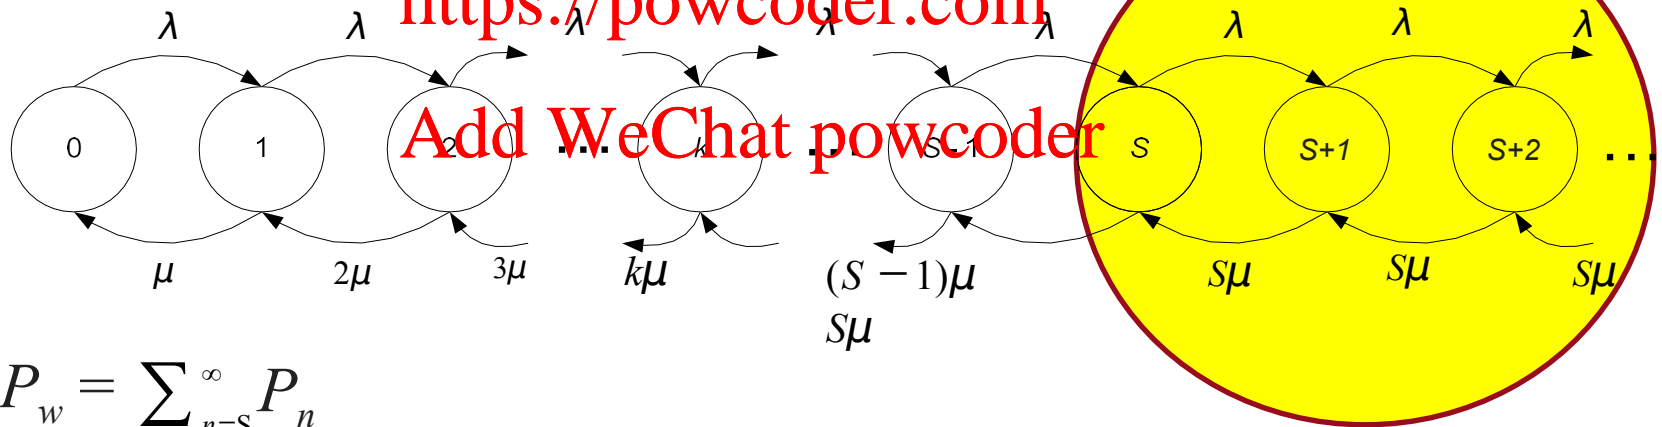 https://powcoder.com
λ λ λ λ λ λ λ λ
Add WeChat powcoder
0 1 2 ... k ... S-1 S S+1 S+2 ...
μ 2μ 3μ kμ (S − 1)μ Sμ Sμ Sμ
Sμ
P_w = ∑_{n=S}^∞ P_n